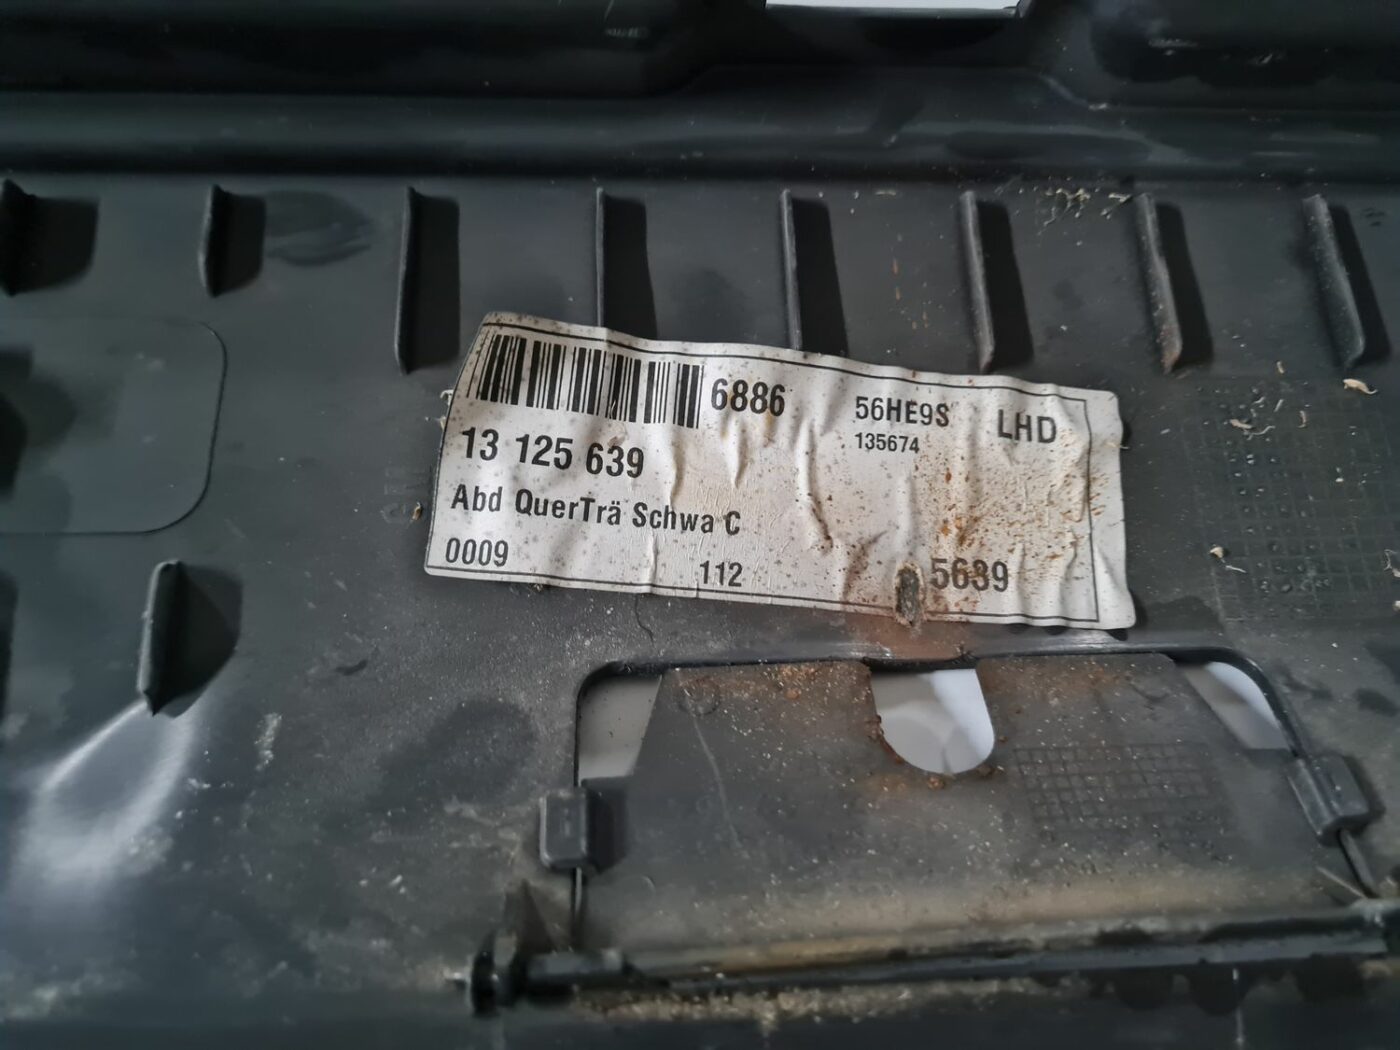 6886 56HE9S LHD
135674
13 125 639
Abd QuerTrä Schwa C
0009 112 5639